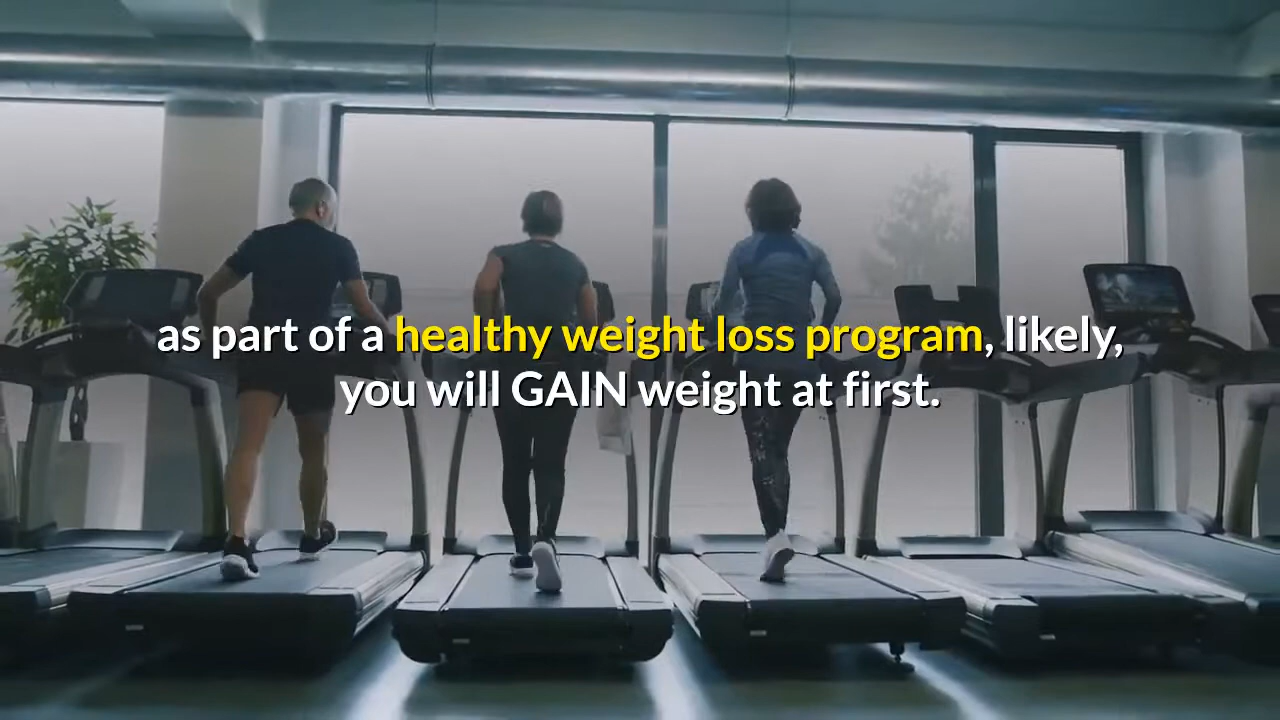 as part of a healthy weight loss program, likely,
you will GAIN weight at first.